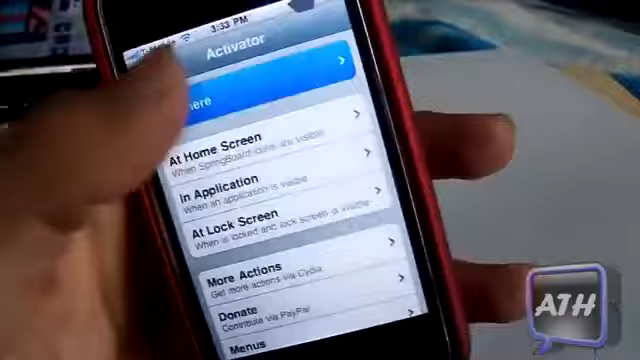 T-Mobile 3:33 PM
Activator
here
At Home Screen
When SpringBoard icons are visible
In Application
When an application is visible
At Lock Screen
When is locked and lock screen is visible
More Actions
Get more actions via Cydia
Donate
Contribute via PayPal
Menus
ATH